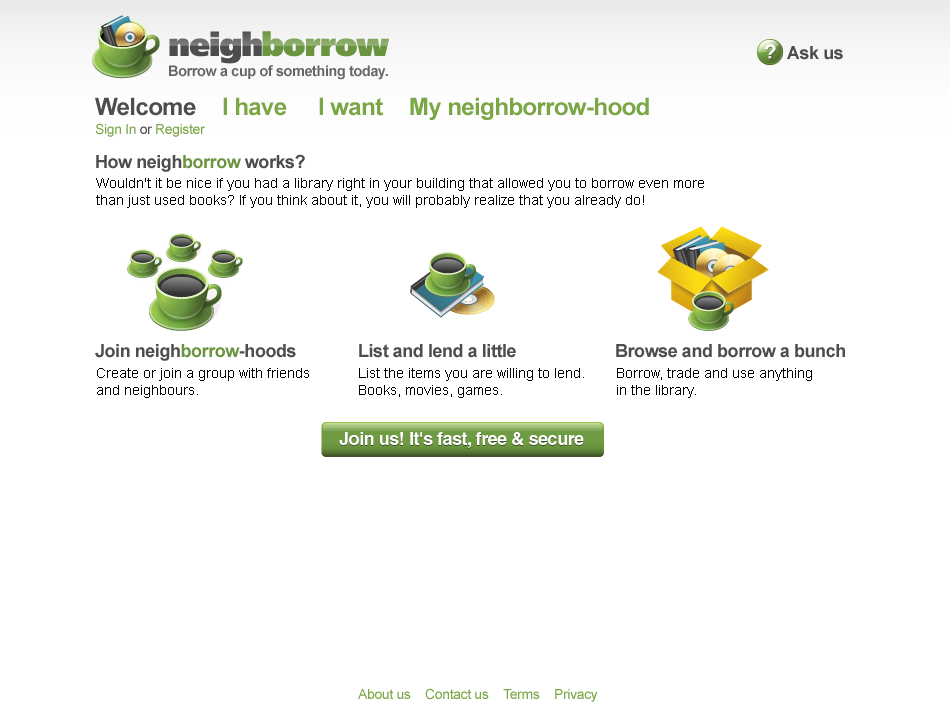 neighborrow
Borrow a cup of something today.
? Ask us
Welcome I have I want My neighborrow-hood
Sign In or Register
How neighborrow works?
Wouldn't it be nice if you had a library right in your building that allowed you to borrow even more
than just used books? If you think about it, you will probably realize that you already do!
Join neighborrow-hoods
Create or join a group with friends
and neighbours.
List and lend a little
List the items you are willing to lend.
Books, movies, games.
Browse and borrow a bunch
Borrow, trade and use anything
in the library.
Join us! It's fast, free & secure
About us Contact us Terms Privacy